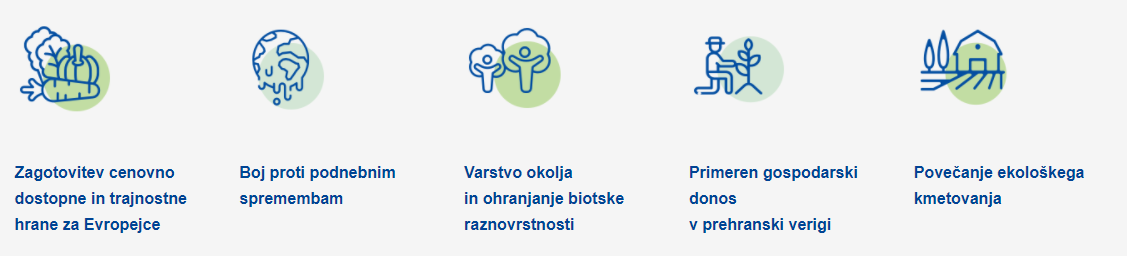 Zagotovitev cenovno
dostopne in trajnostne
hrane za Evropejce
Boj proti podnebnim
spremembam
Varstvo okolja
in ohranjanje biotske
raznovrstnosti
Primeren gospodarski
donos
v prehranski verigi
Povečanje ekološkega
kmetovanja